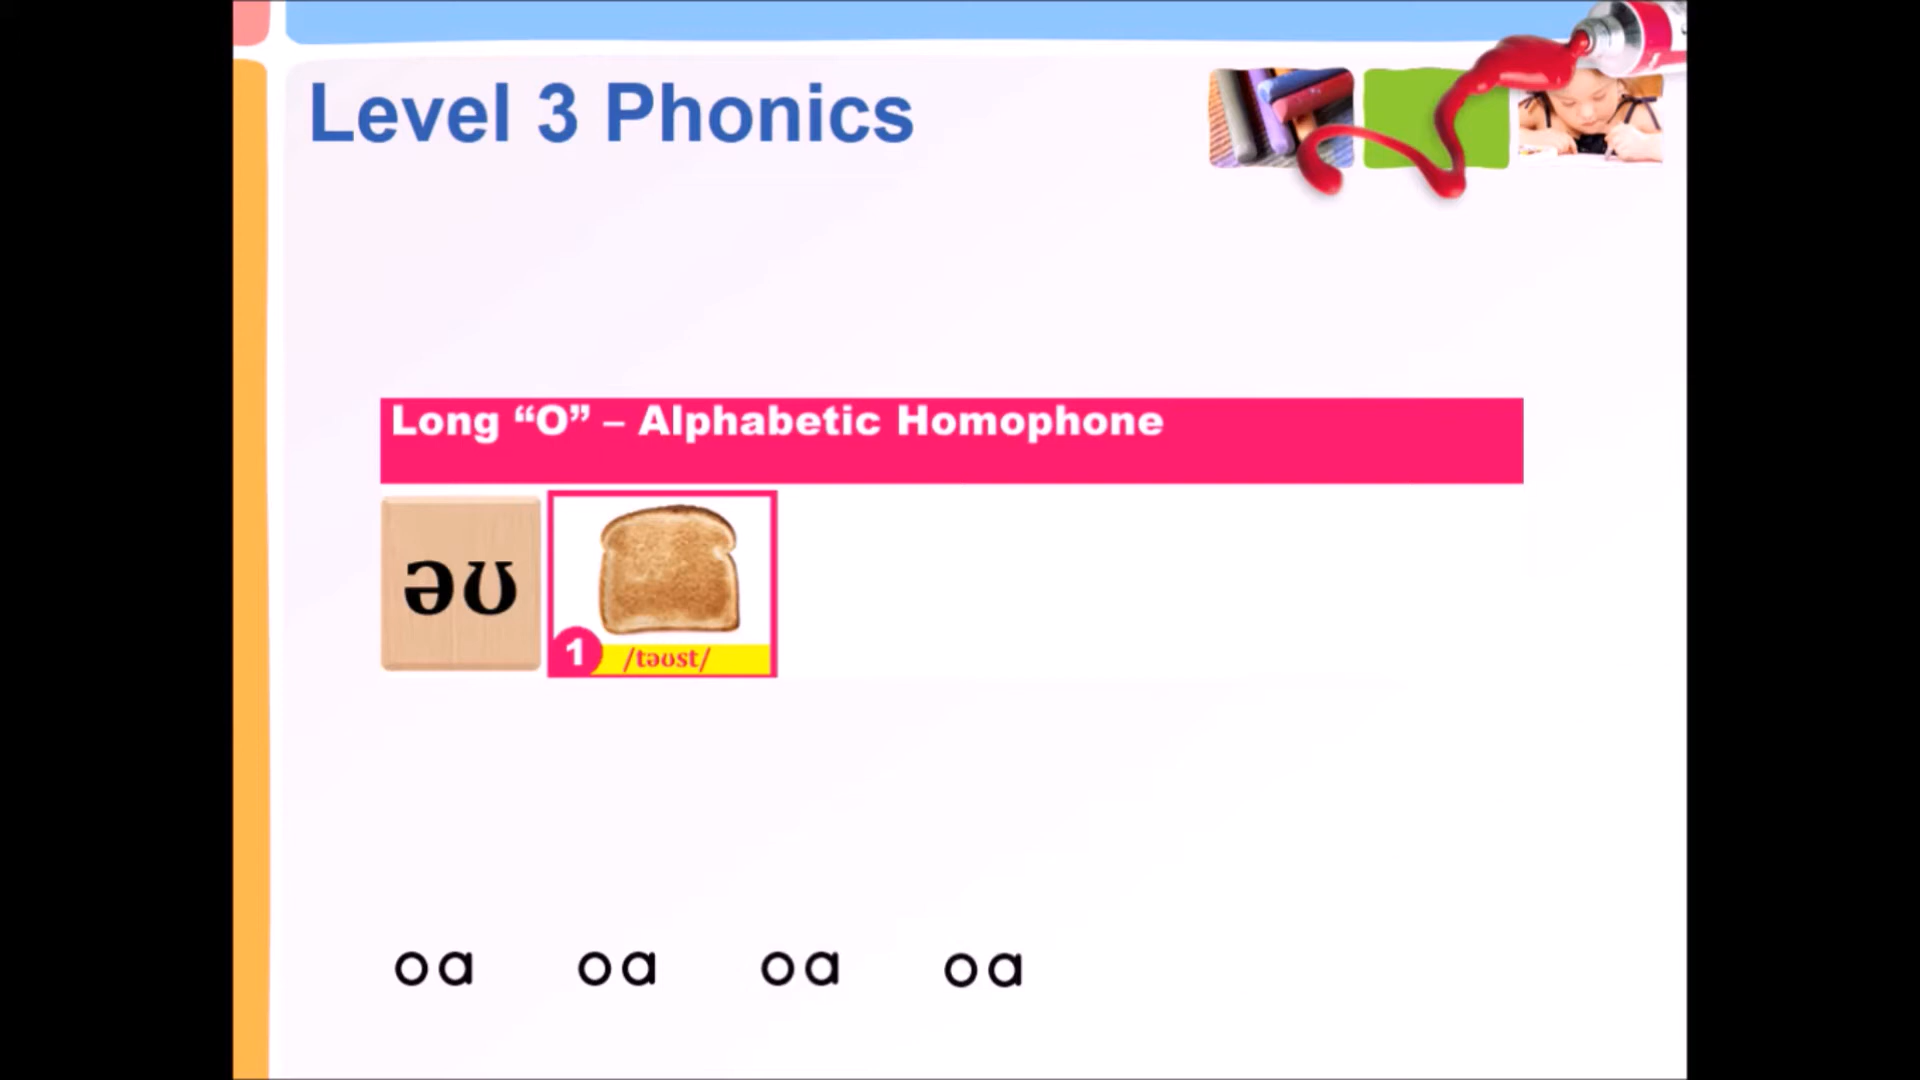 Level 3 Phonics
Long “O” – Alphabetic Homophone
əʊ
1 /təʊst/
oa oa oa oa